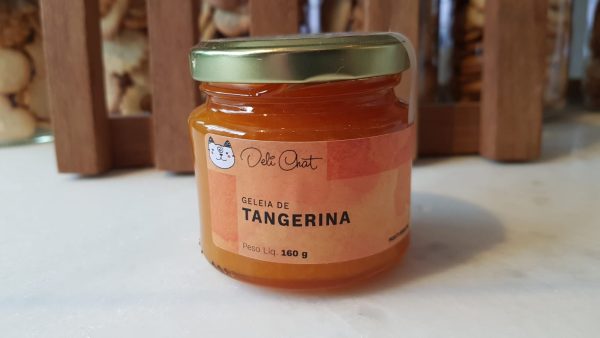 Deli Chat
GELEIA DE
TANGERINA
Peso Líq. 160 g